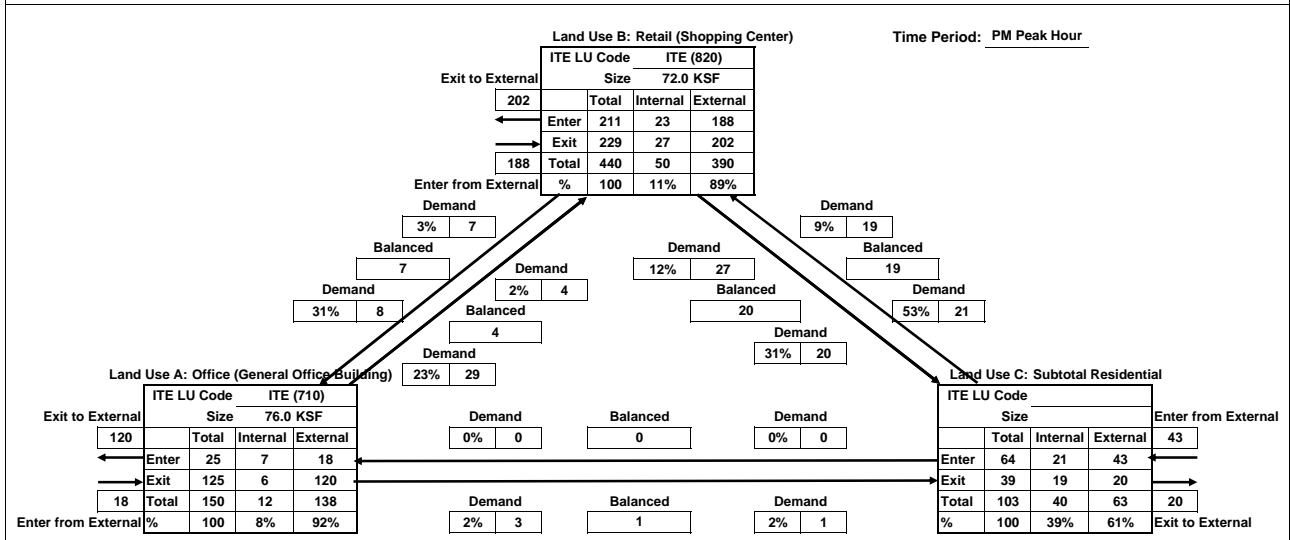 Land Use B: Retail (Shopping Center)
Time Period: PM Peak Hour
ITE LU Code ITE (820)
Exit to External Size 72.0 KSF
202 Total Internal External
Enter 211 23 188
Exit 229 27 202
188 Total 440 50 390
Enter from External % 100 11% 89%
Demand Demand
3% 7 9% 19
Balanced Demand Balanced
7 12% 27 19
Demand
2% 4
Demand Balanced Demand
31% 8 20 53% 21
Balanced
4 Demand
31% 20
Demand
23% 29
Land Use A: Office (General Office Building) Land Use C: Subtotal Residential
ITE LU Code ITE (710) ITE LU Code
Exit to External Size 76.0 KSF Demand Balanced Demand Size Enter from External
120 Total Internal External 0% 0 0 0% 0 Total Internal External 43
Enter 25 7 18 Enter 64 21 43
Exit 125 6 120 Exit 39 19 20
18 Total 150 12 138 Demand Balanced Demand Total 103 40 63 20
Enter from External % 100 8% 92% 2% 3 1 2% 1 % 100 39% 61% Exit to External